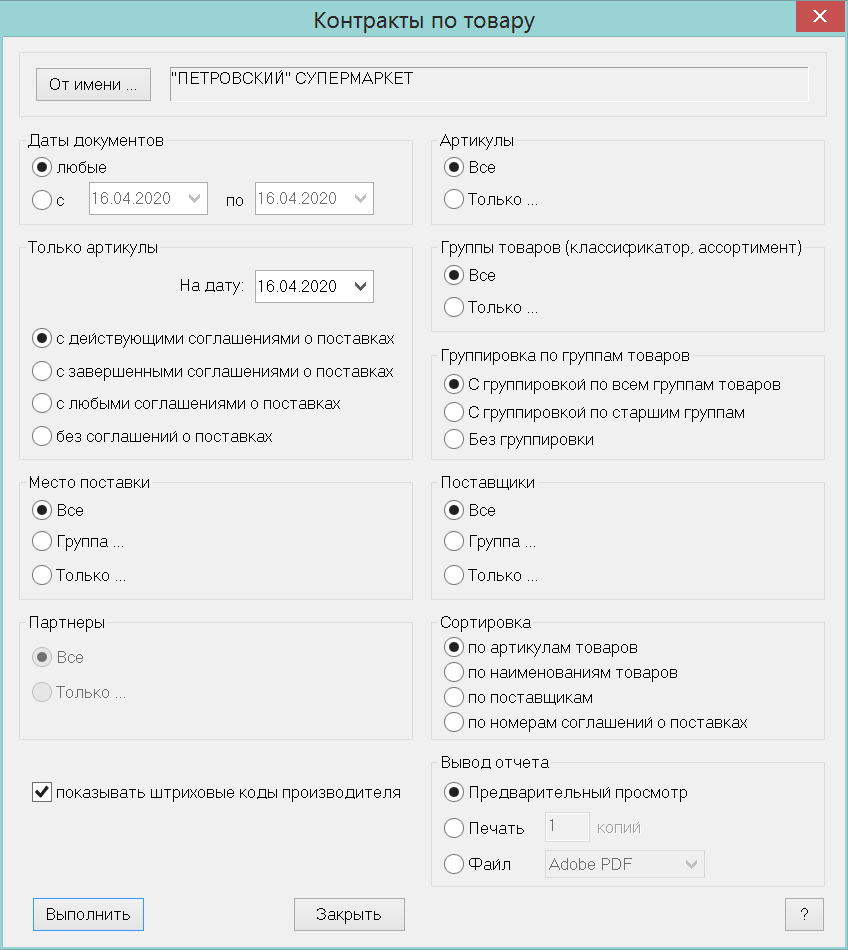 Контракты по товару
От имени ...
"ПЕТРОВСКИЙ" СУПЕРМАРКЕТ
Даты документов
любые
с 16.04.2020 по 16.04.2020
Артикулы
Все
Только ...
Только артикулы
На дату: 16.04.2020
с действующими соглашениями о поставках
с завершенными соглашениями о поставках
с любыми соглашениями о поставках
без соглашений о поставках
Группы товаров (классификатор, ассортимент)
Все
Только ...
Группировка по группам товаров
С группировкой по всем группам товаров
С группировкой по старшим группам
Без группировки
Место поставки
Все
Группа ...
Только ...
Поставщики
Все
Группа ...
Только ...
Партнеры
Все
Только ...
Сортировка
по артикулам товаров
по наименованиям товаров
по поставщикам
по номерам соглашений о поставках
показывать штриховые коды производителя
Вывод отчета
Предварительный просмотр
Печать 1 копий
Файл Adobe PDF
Выполнить
Закрыть
?